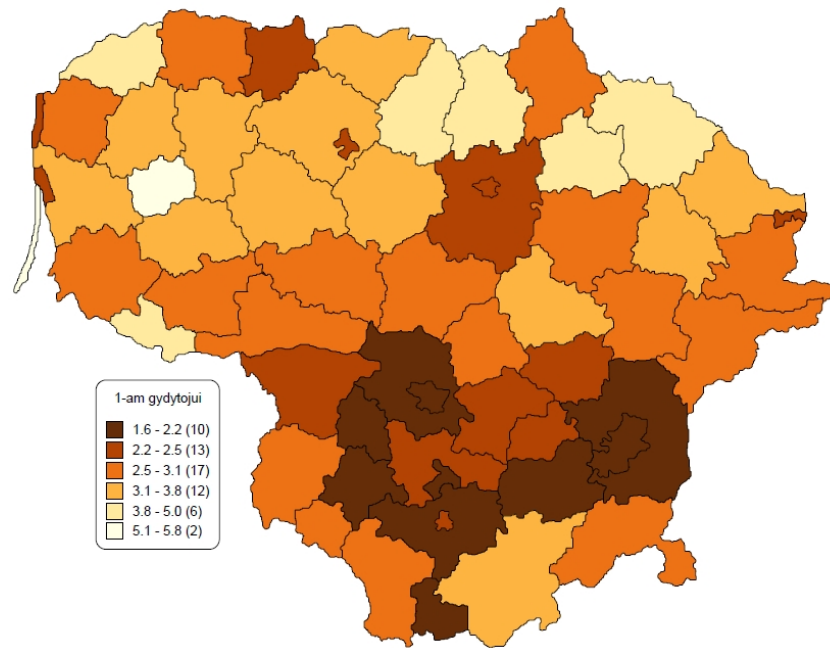 1-am gydytojui
1.6 - 2.2 (10)
2.2 - 2.5 (13)
2.5 - 3.1 (17)
3.1 - 3.8 (12)
3.8 - 5.0 (6)
5.1 - 5.8 (2)